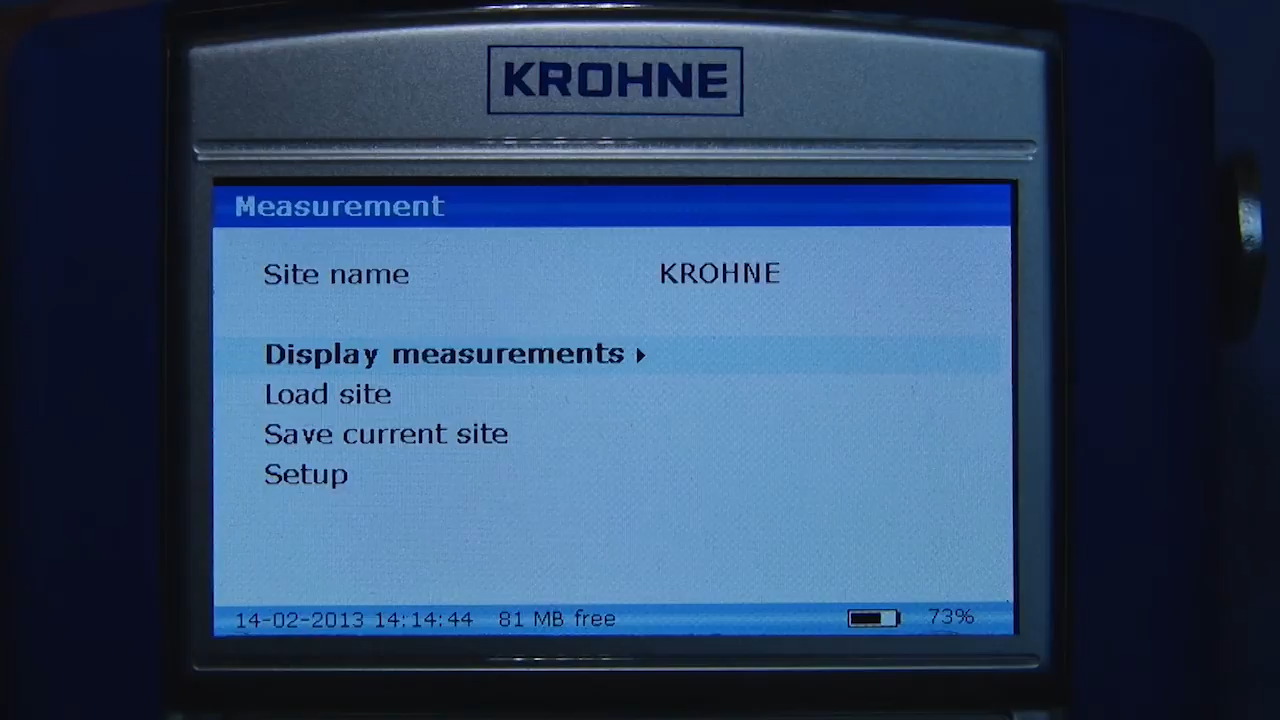 KROHNE
Measurement
Site name KROHNE
Display measurements
Load site
Save current site
Setup
14-02-2013 14:14:44 81 MB free 73%